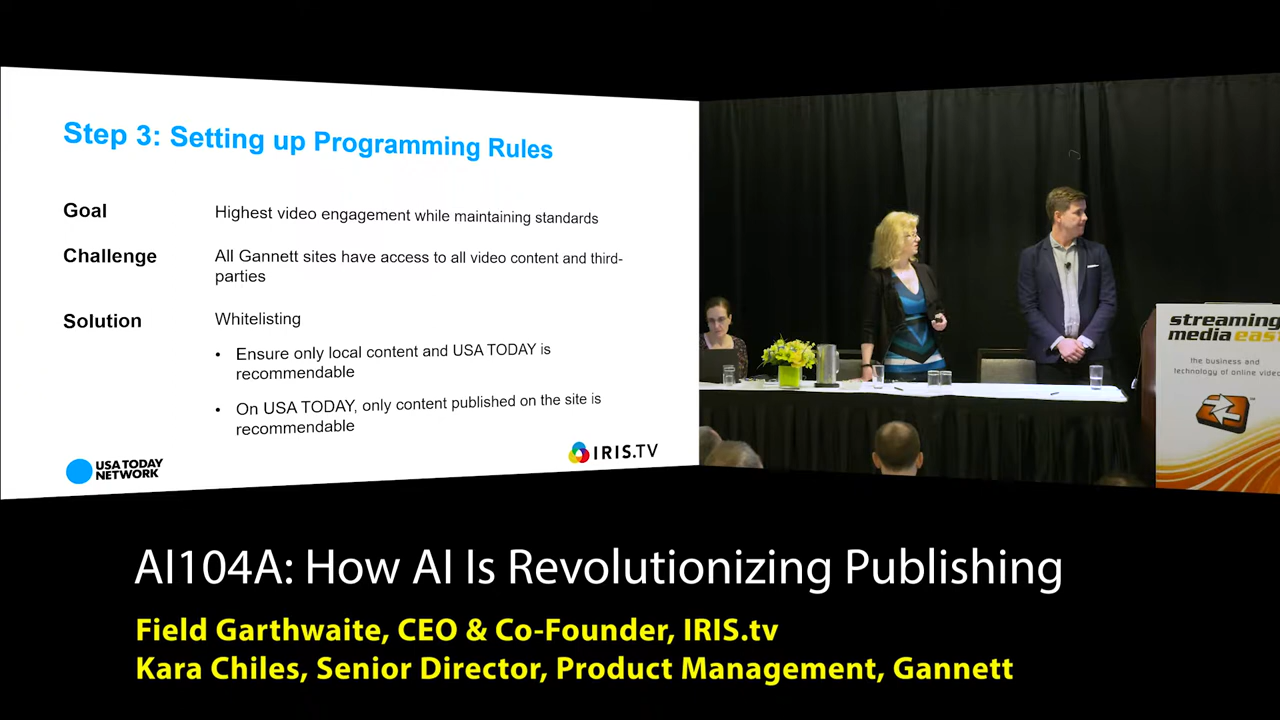 Step 3: Setting up Programming Rules
Goal
Highest video engagement while maintaining standards
Challenge
All Gannett sites have access to all video content and third-
parties
Solution
Whitelisting
• Ensure only local content and USA TODAY is
recommendable
• On USA TODAY, only content published on the site is
recommendable
USA TODAY
NETWORK
IRIS.TV
streaming
media east
the business and
technology of online video
AI104A: How AI Is Revolutionizing Publishing
Field Garthwaite, CEO & Co-Founder, IRIS.tv
Kara Chiles, Senior Director, Product Management, Gannett